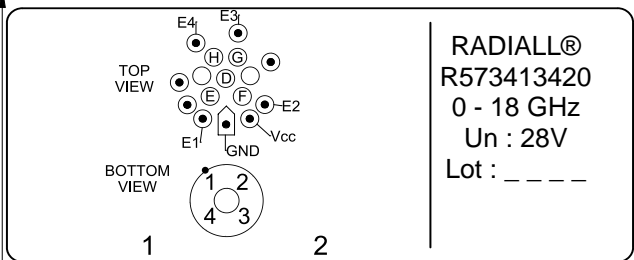 E4
E3
TOP
VIEW
H
G
D
E
F
E2
Vcc
E1
GND
BOTTOM
VIEW
1
2
4
3
1
2
RADIALL®
R573413420
0 - 18 GHz
Un : 28V
Lot : _ _ _ _